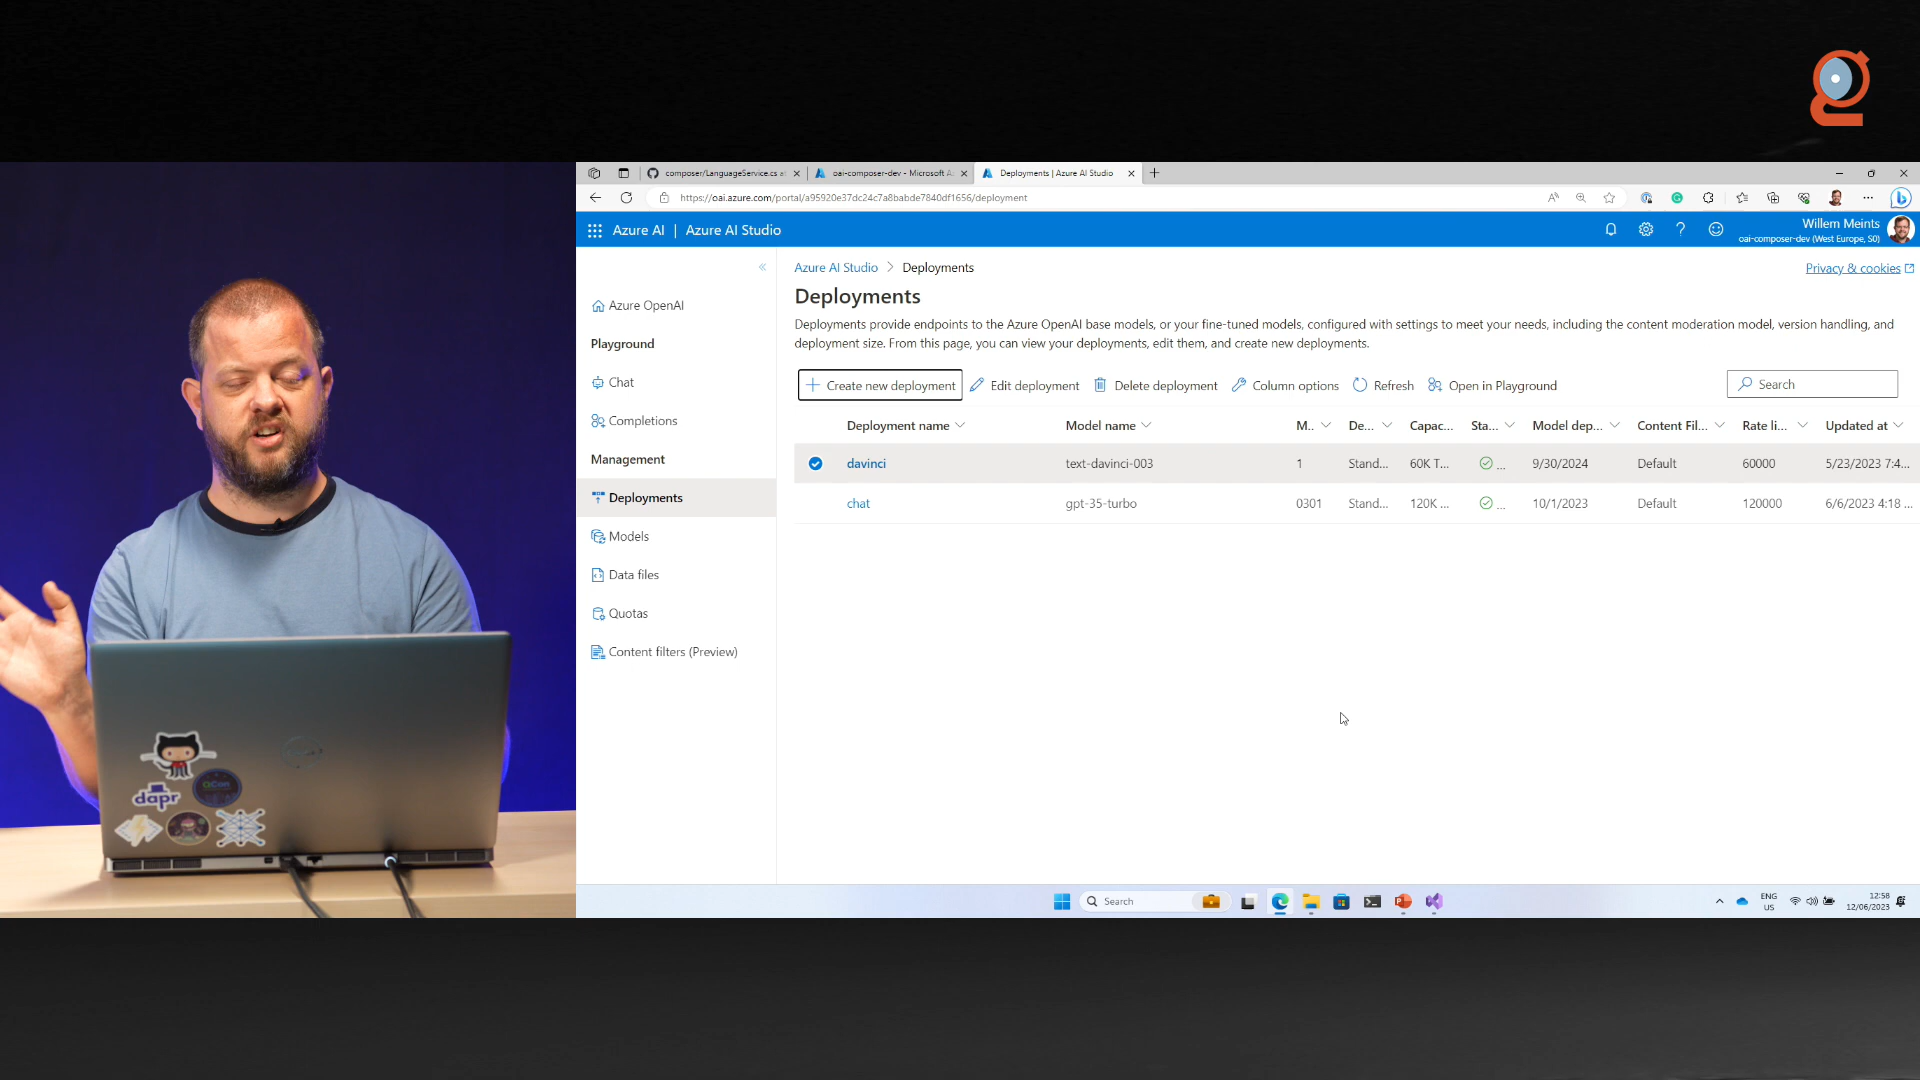 composer/LanguageService.cs at
oai-composer-dev - Microsoft A
Deployments | Azure AI Studio
https://oai.azure.com/portal/a95920e37dc24c7a8babde7840df1656/deployment
Azure AI | Azure AI Studio
Willem Meints
oai-composer-dev (West Europe, S0)
Azure AI Studio > Deployments
Privacy & cookies
Deployments
Deployments provide endpoints to the Azure OpenAI base models, or your fine-tuned models, configured with settings to meet your needs, including the content moderation model, version handling, and
deployment size. From this page, you can view your deployments, edit them, and create new deployments.
Azure OpenAI
Playground
Chat
Completions
Management
Deployments
Models
Data files
Quotas
Content filters (Preview)
Create new deployment Edit deployment Delete deployment Column options Refresh Open in Playground Search
Deployment name Model name M.. De... Capac... Sta... Model dep... Content Fil... Rate li... Updated at
davinci text-davinci-003 1 Stand... 60K T... ... 9/30/2024 Default 60000 5/23/2023 7:4...
chat gpt-35-turbo 0301 Stand... 120K ... ... 10/1/2023 Default 120000 6/6/2023 4:18 ...
dapr
Search
ENG
US
12:58
12/06/2023